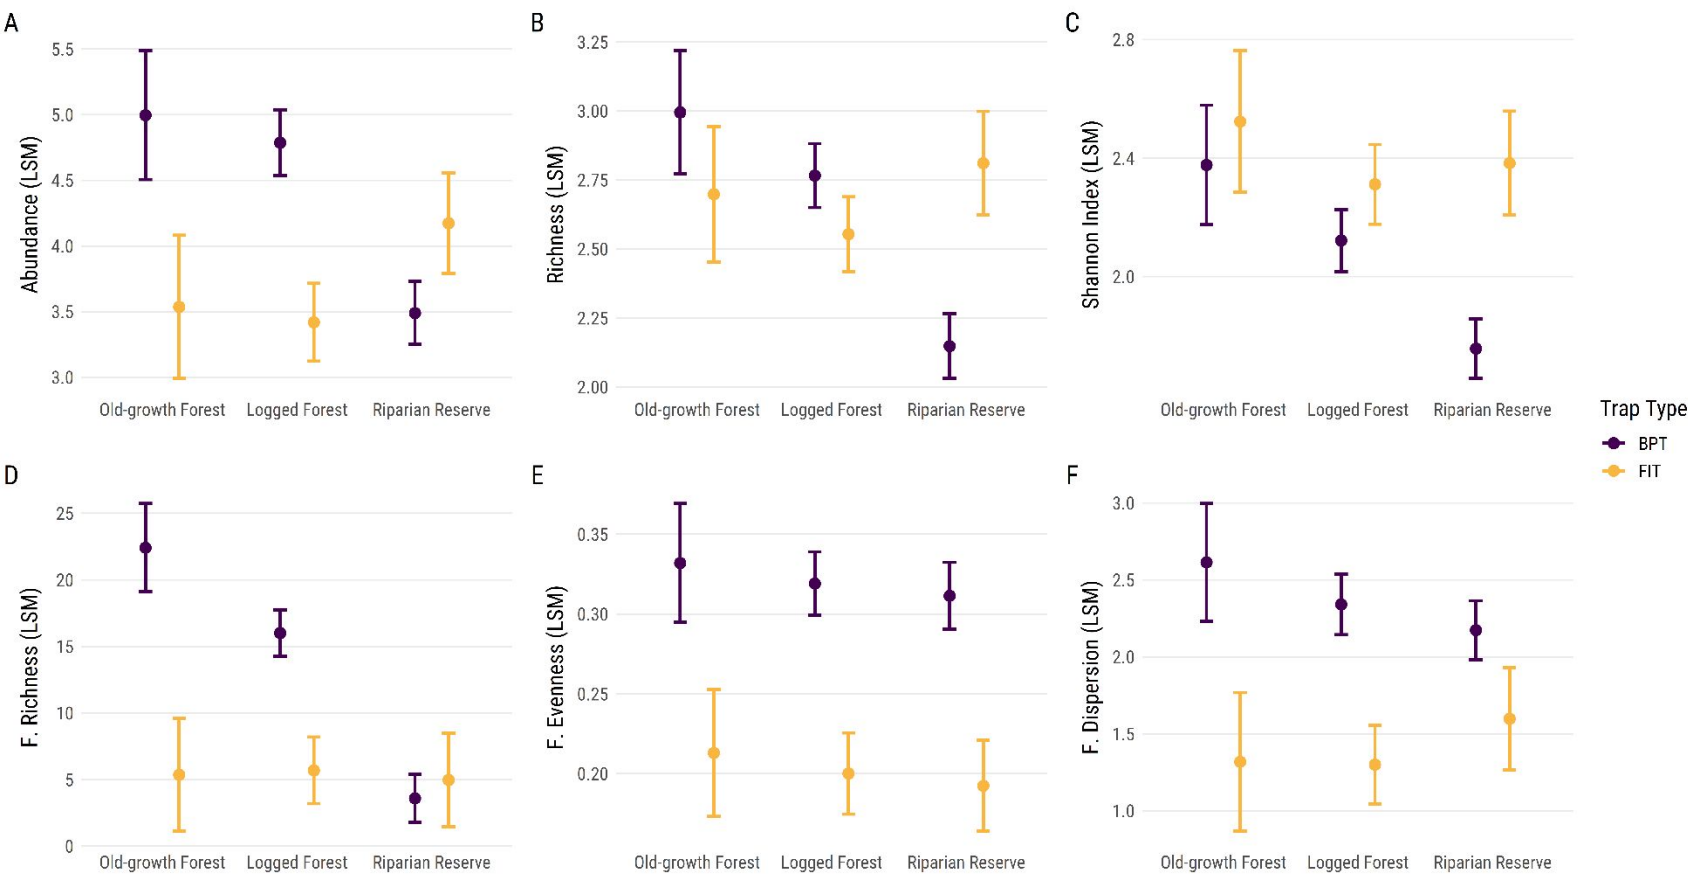 A
Abundance (LSM)
5.5
5.0
4.5
4.0
3.5
3.0
Old-growth Forest Logged Forest Riparian Reserve
B
Richness (LSM)
3.25
3.00
2.75
2.50
2.25
2.00
Old-growth Forest Logged Forest Riparian Reserve
C
Shannon Index (LSM)
2.8
2.4
2.0
Old-growth Forest Logged Forest Riparian Reserve
Trap Type
BPT
FIT
D
F. Richness (LSM)
25
20
15
10
5
0
Old-growth Forest Logged Forest Riparian Reserve
E
F. Evenness (LSM)
0.35
0.30
0.25
0.20
Old-growth Forest Logged Forest Riparian Reserve
F
F. Dispersion (LSM)
3.0
2.5
2.0
1.5
1.0
Old-growth Forest Logged Forest Riparian Reserve